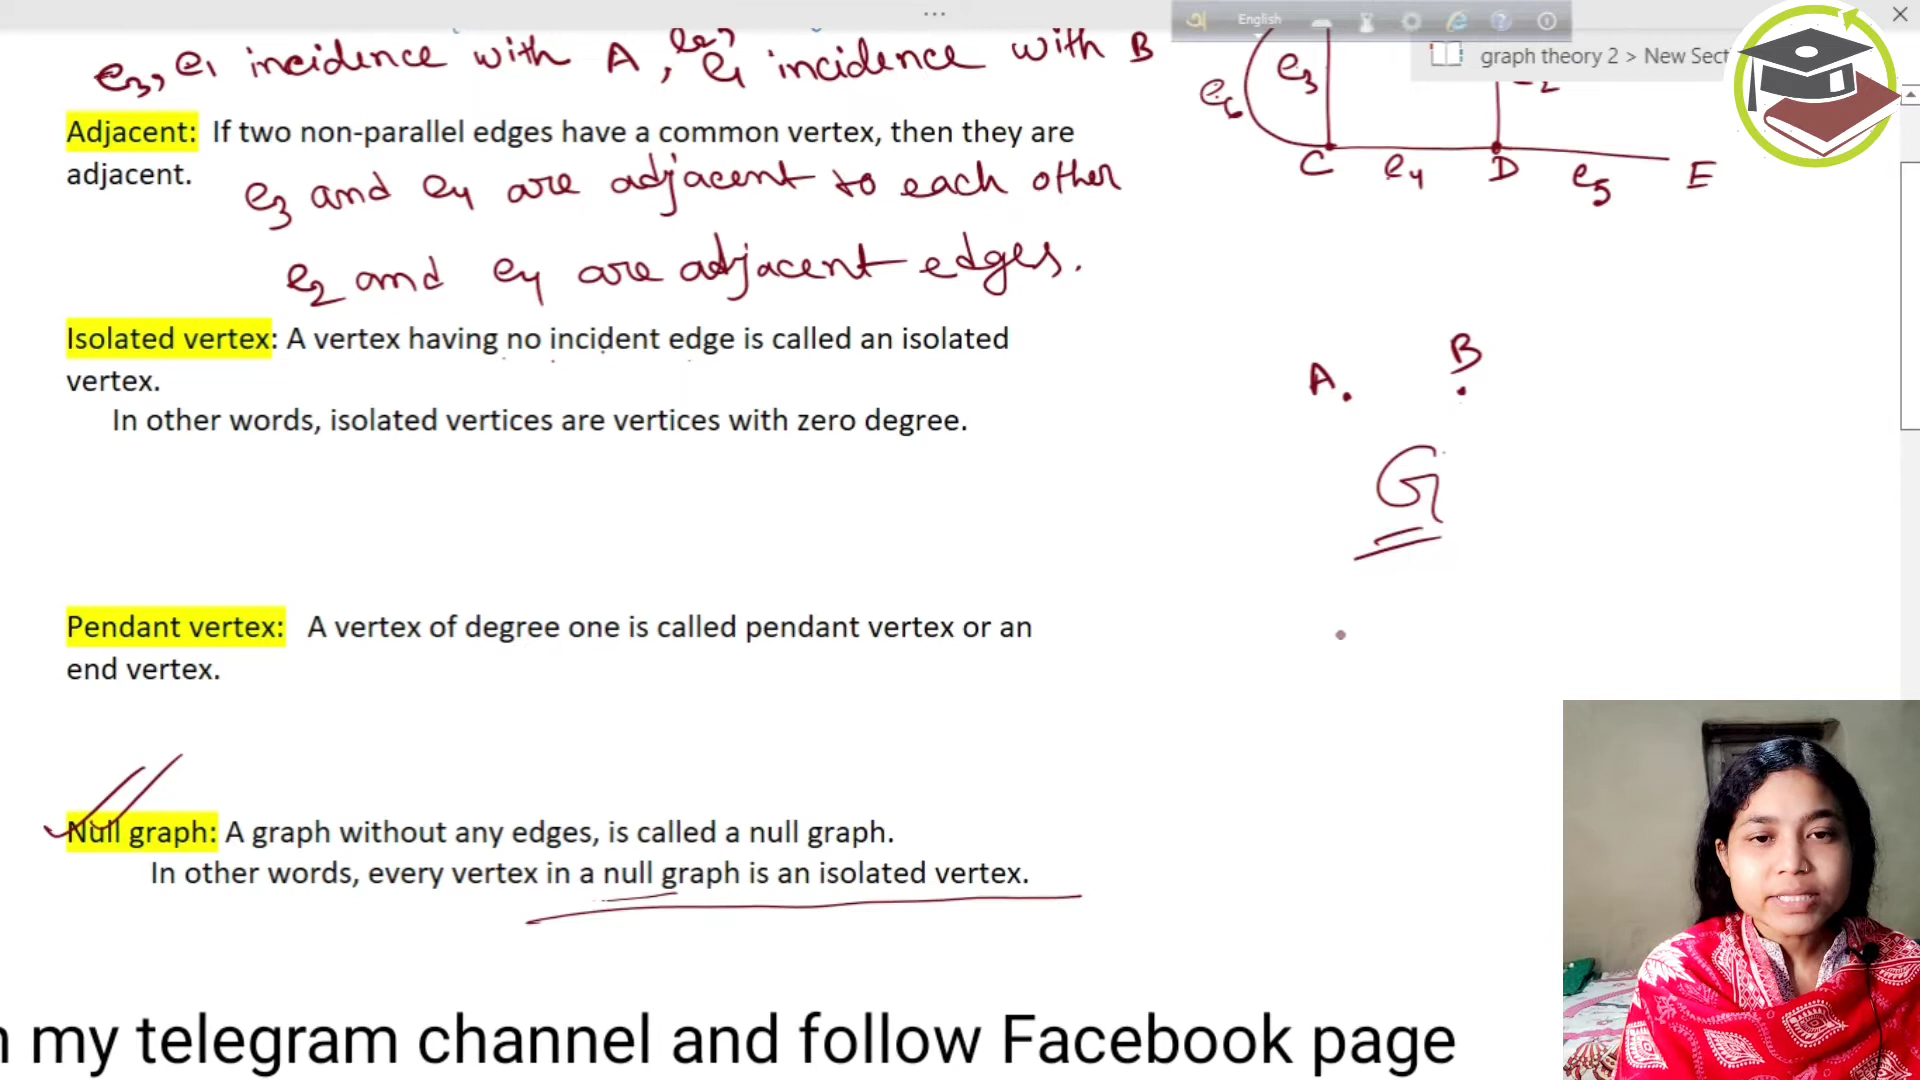 English
graph theory 2 > New Sect
e3, e1 incidence with A, e1 incidence with B
e3
e6
Adjacent: If two non-parallel edges have a common vertex, then they are
adjacent.
C e4 D e5 E
e3 and e4 are adjacent to each other
e2 and e4 are adjacent edges.
Isolated vertex: A vertex having no incident edge is called an isolated
vertex.
In other words, isolated vertices are vertices with zero degree.
A. B
G
Pendant vertex: A vertex of degree one is called pendant vertex or an
end vertex.
Null graph: A graph without any edges, is called a null graph.
In other words, every vertex in a null graph is an isolated vertex.
my telegram channel and follow Facebook page